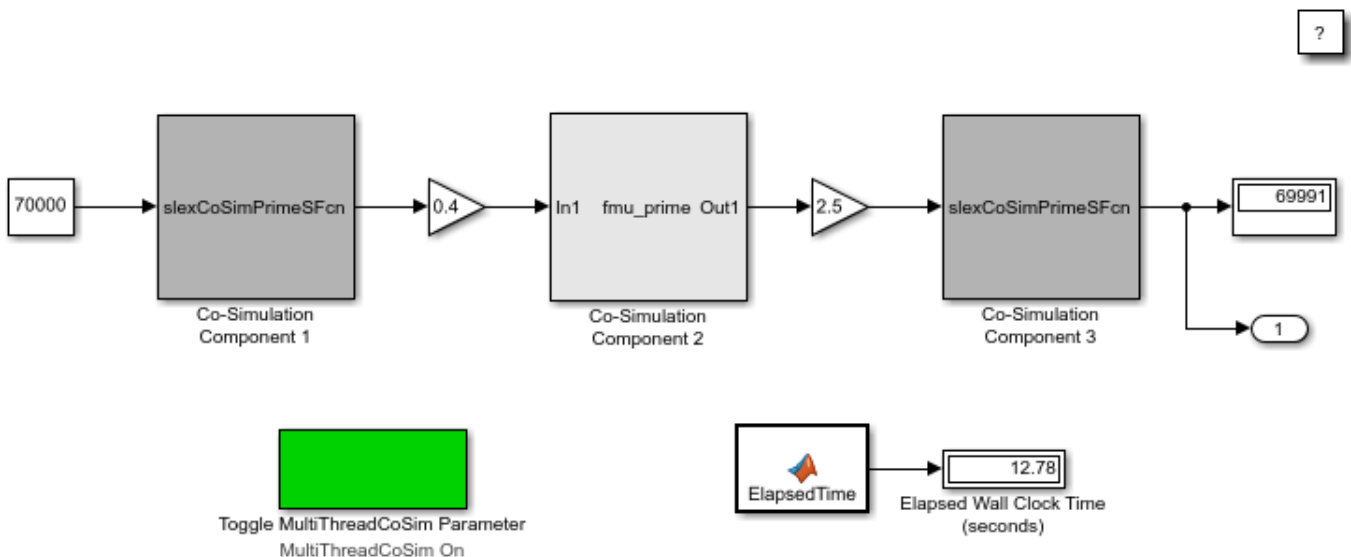 ?
70000
slexCoSimPrimeSFcn
0.4
In1 fmu_prime Out1
2.5
slexCoSimPrimeSFcn
69991
Co-Simulation
Component 1
Co-Simulation
Component 2
Co-Simulation
Component 3
1
Toggle MultiThreadCoSim Parameter
MultiThreadCoSim On
ElapsedTime
12.78
Elapsed Wall Clock Time
(seconds)